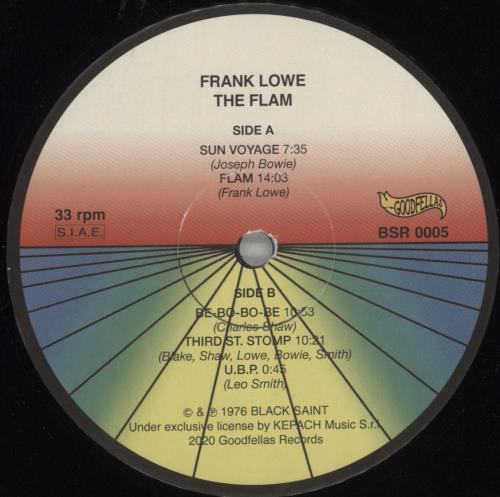 FRANK LOWE
THE FLAM
SIDE A
SUN VOYAGE 7:35
(Joseph Bowie)
FLAM 14:03
(Frank Lowe)
33 rpm
S.I.A.E.
GOODFELLAS
BSR 0005
SIDE B
BE-BO-BO-BE 10:53
(Charles Shaw)
THIRD ST. STOMP 10:21
(Blake, Shaw, Lowe, Bowie, Smith)
U.B.P. 0:45
(Leo Smith)
© & ℗ 1976 BLACK SAINT
Under exclusive license by KEPACH Music S.r.l
2020 Goodfellas Records